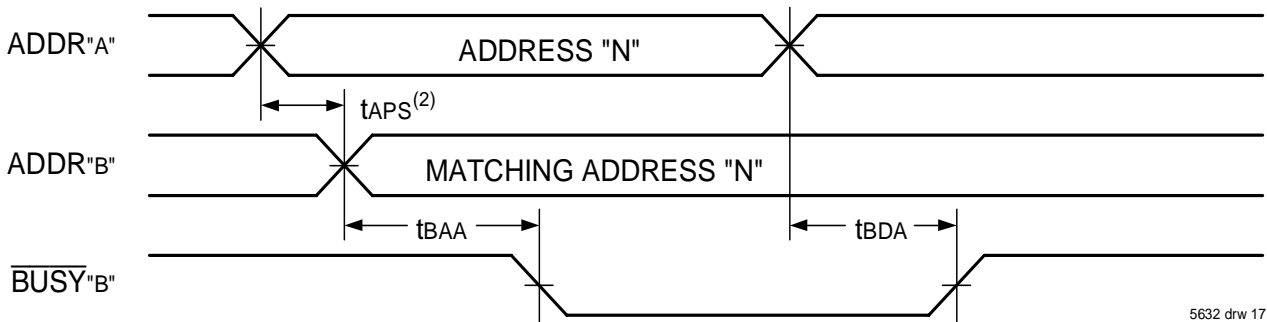 ADDR"A"
ADDRESS "N"
tAPS(2)
ADDR"B"
MATCHING ADDRESS "N"
tBAA
tBDA
BUSY"B"
5632 drw 17